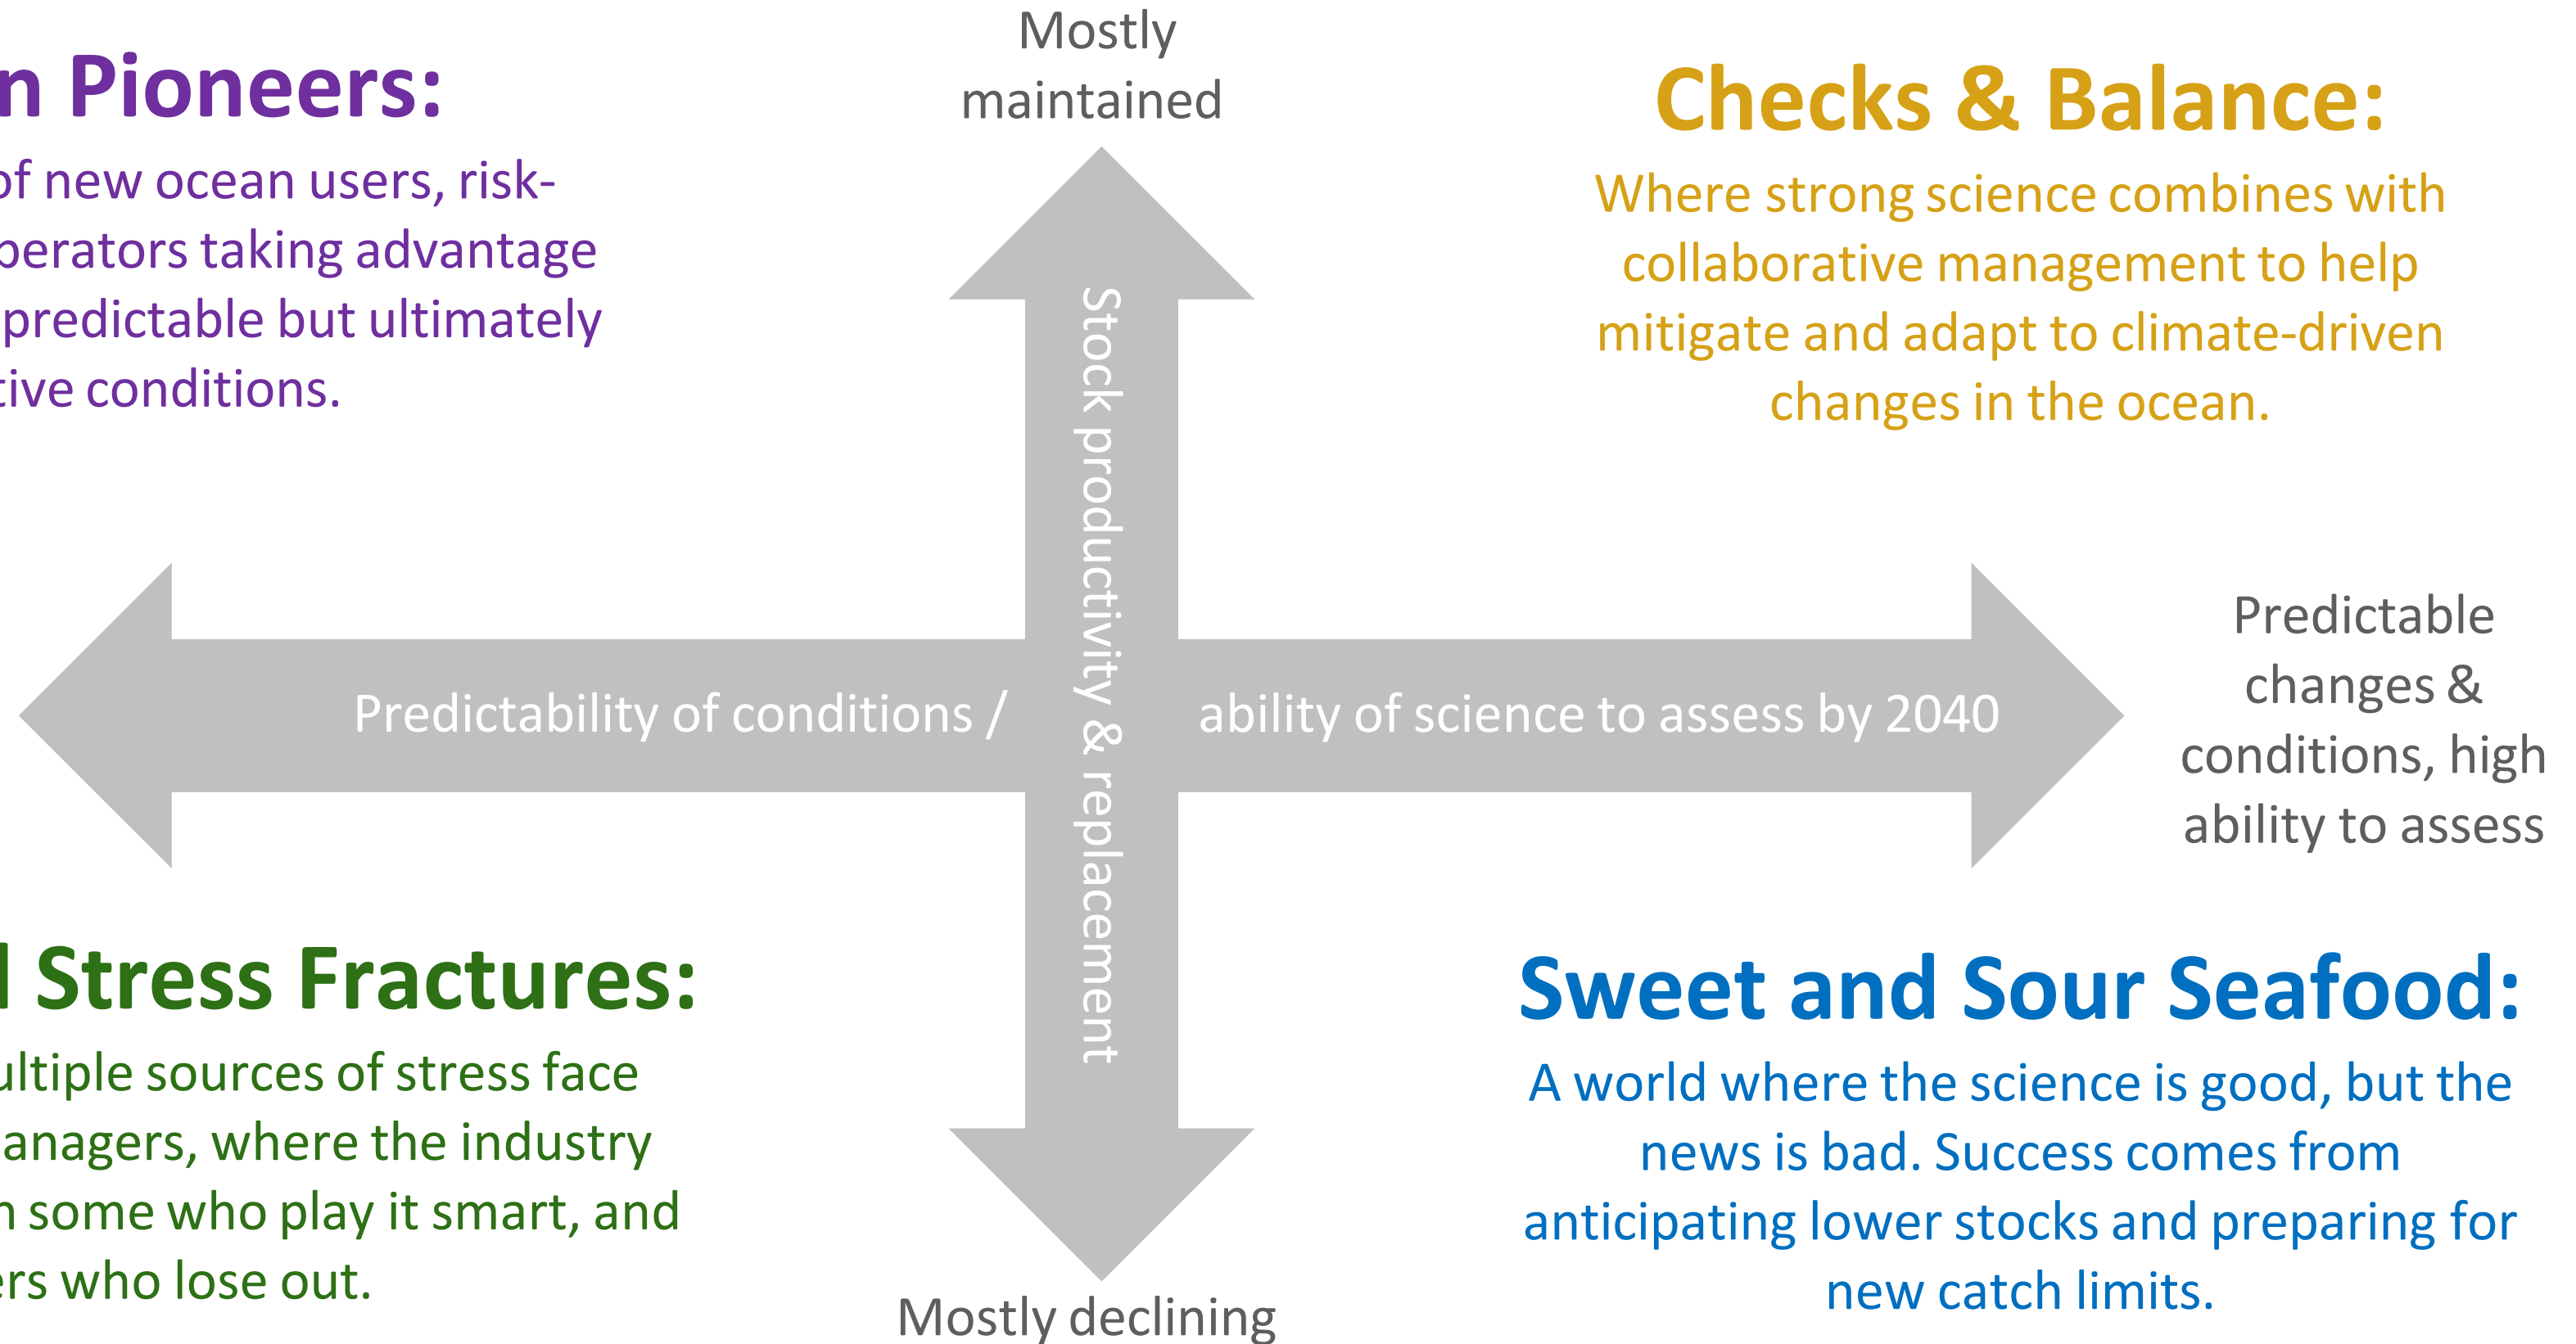 Mostly
maintained
n Pioneers:
of new ocean users, risk-
perators taking advantage
predictable but ultimately
tive conditions.
Checks & Balance:
Where strong science combines with
collaborative management to help
mitigate and adapt to climate-driven
changes in the ocean.
Stock productivity & replacement
Predictability of conditions /
ability of science to assess by 2040
Predictable
changes &
conditions, high
ability to assess
Stress Fractures:
ultiple sources of stress face
anagers, where the industry
some who play it smart, and
ers who lose out.
Sweet and Sour Seafood:
A world where the science is good, but the
news is bad. Success comes from
anticipating lower stocks and preparing for
new catch limits.
Mostly declining